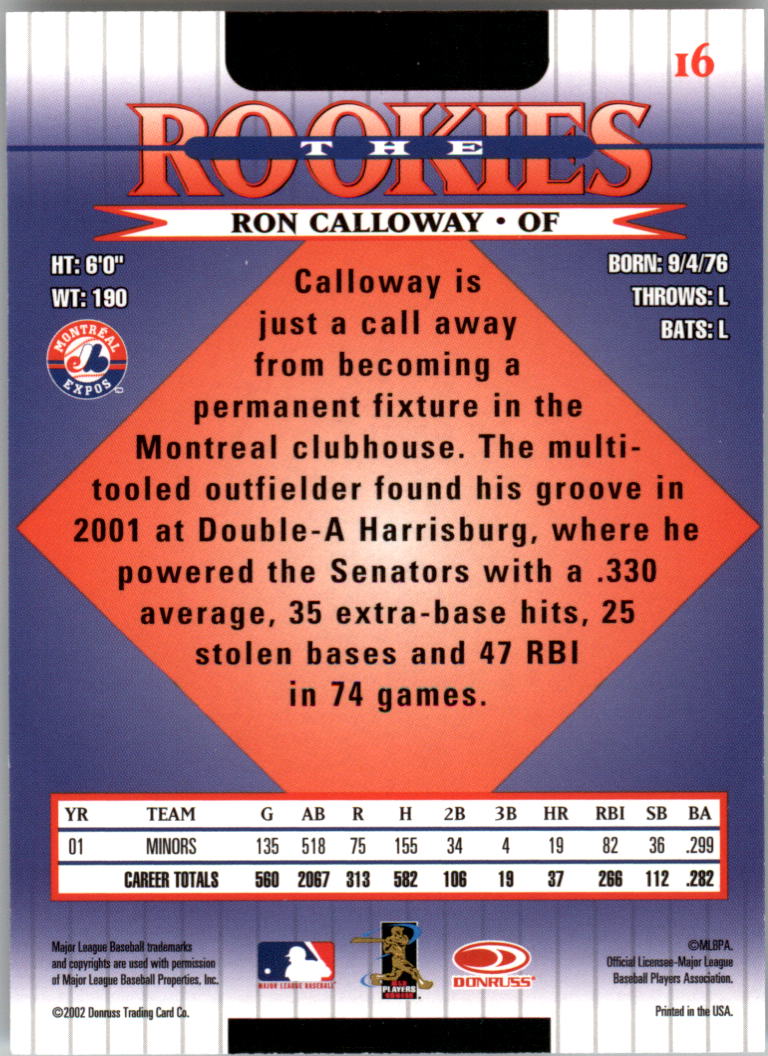 16
THE
ROOKIES
RON CALLOWAY • OF
HT: 6'0"
WT: 190
BORN: 9/4/76
THROWS: L
BATS: L
MONTRÉAL
EXPOS
Calloway is
just a call away
from becoming a
permanent fixture in the
Montreal clubhouse. The multi-
tooled outfielder found his groove in
2001 at Double-A Harrisburg, where he
powered the Senators with a .330
average, 35 extra-base hits, 25
stolen bases and 47 RBI
in 74 games.
YR TEAM G AB R H 2B 3B HR RBI SB BA
01 MINORS 135 518 75 155 34 4 19 82 36 .299
CAREER TOTALS 560 2067 313 582 106 19 37 266 112 .282
Major League Baseball trademarks
and copyrights are used with permission
of Major League Baseball Properties, Inc.
©2002 Donruss Trading Card Co.
MAJOR LEAGUE BASEBALL
MLB
PLAYERS
CHOICE
DONRUSS
©MLBPA.
Official Licensee-Major League
Baseball Players Association.
Printed in the USA.